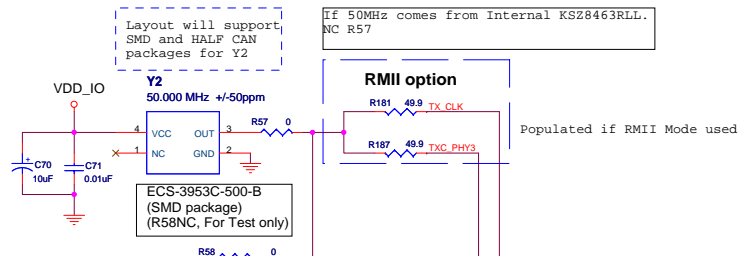 Layout will support
SMD and HALF CAN
packages for Y2
If 50MHz comes from Internal KSZ8463RLL.
NC R57
VDD_IO
Y2
50.000 MHz +/-50ppm
RMII option
R181 49.9 TX_CLK
R57 0
4 VCC OUT 3
R187 49.9 TXC_PHY3
Populated if RMII Mode used
1 NC GND 2
+
C70
10uF
C71
0.01uF
ECS-3953C-500-B
(SMD package)
(R58NC, For Test only)
R58 0